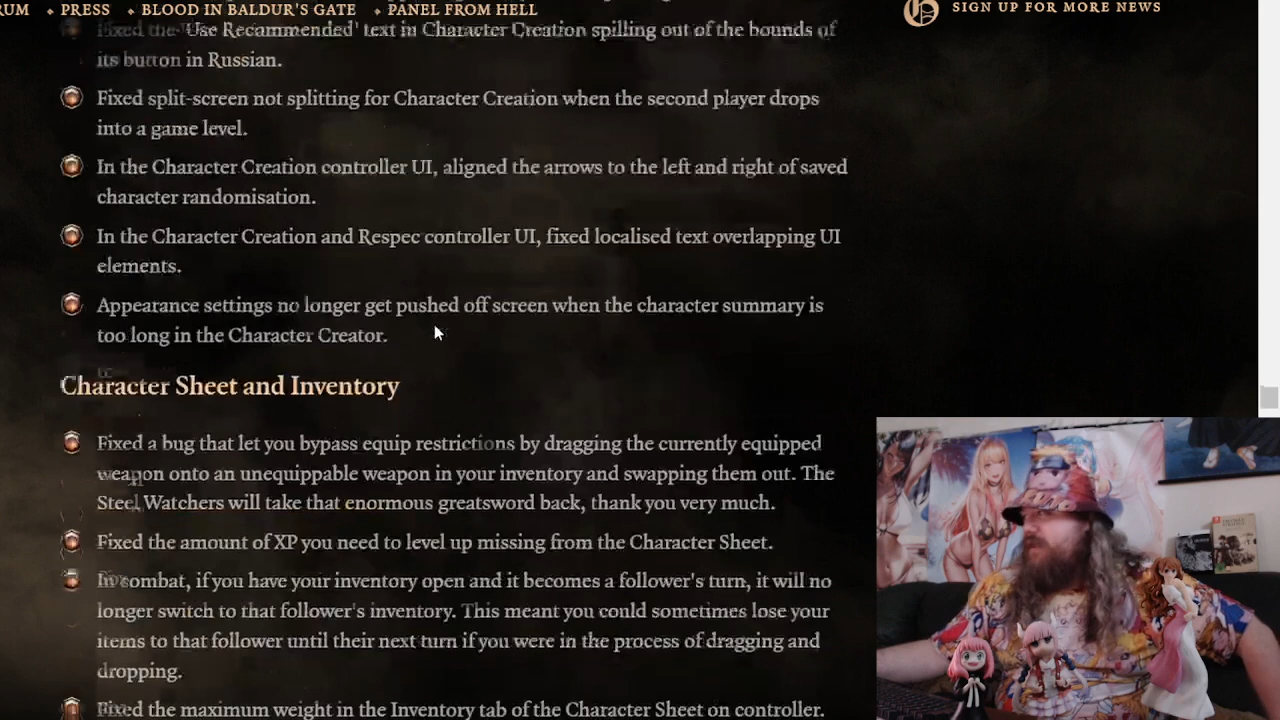 RUM PRESS BLOOD IN BALDUR'S GATE PANEL FROM HELL SIGN UP FOR MORE NEWS
Fixed the 'Use Recommended' text in Character Creation spilling out of the bounds of
its button in Russian.
Fixed split-screen not splitting for Character Creation when the second player drops
into a game level.
In the Character Creation controller UI, aligned the arrows to the left and right of saved
character randomisation.
In the Character Creation and Respec controller UI, fixed localised text overlapping UI
elements.
Appearance settings no longer get pushed off screen when the character summary is
too long in the Character Creator.
Character Sheet and Inventory
Fixed a bug that let you bypass equip restrictions by dragging the currently equipped
weapon onto an unequippable weapon in your inventory and swapping them out. The
Steel Watchers will take that enormous greatsword back, thank you very much.
Fixed the amount of XP you need to level up missing from the Character Sheet.
In combat, if you have your inventory open and it becomes a follower's turn, it will no
longer switch to that follower's inventory. This meant you could sometimes lose your
items to that follower until their next turn if you were in the process of dragging and
dropping.
Fixed the maximum weight in the Inventory tab of the Character Sheet on controller.